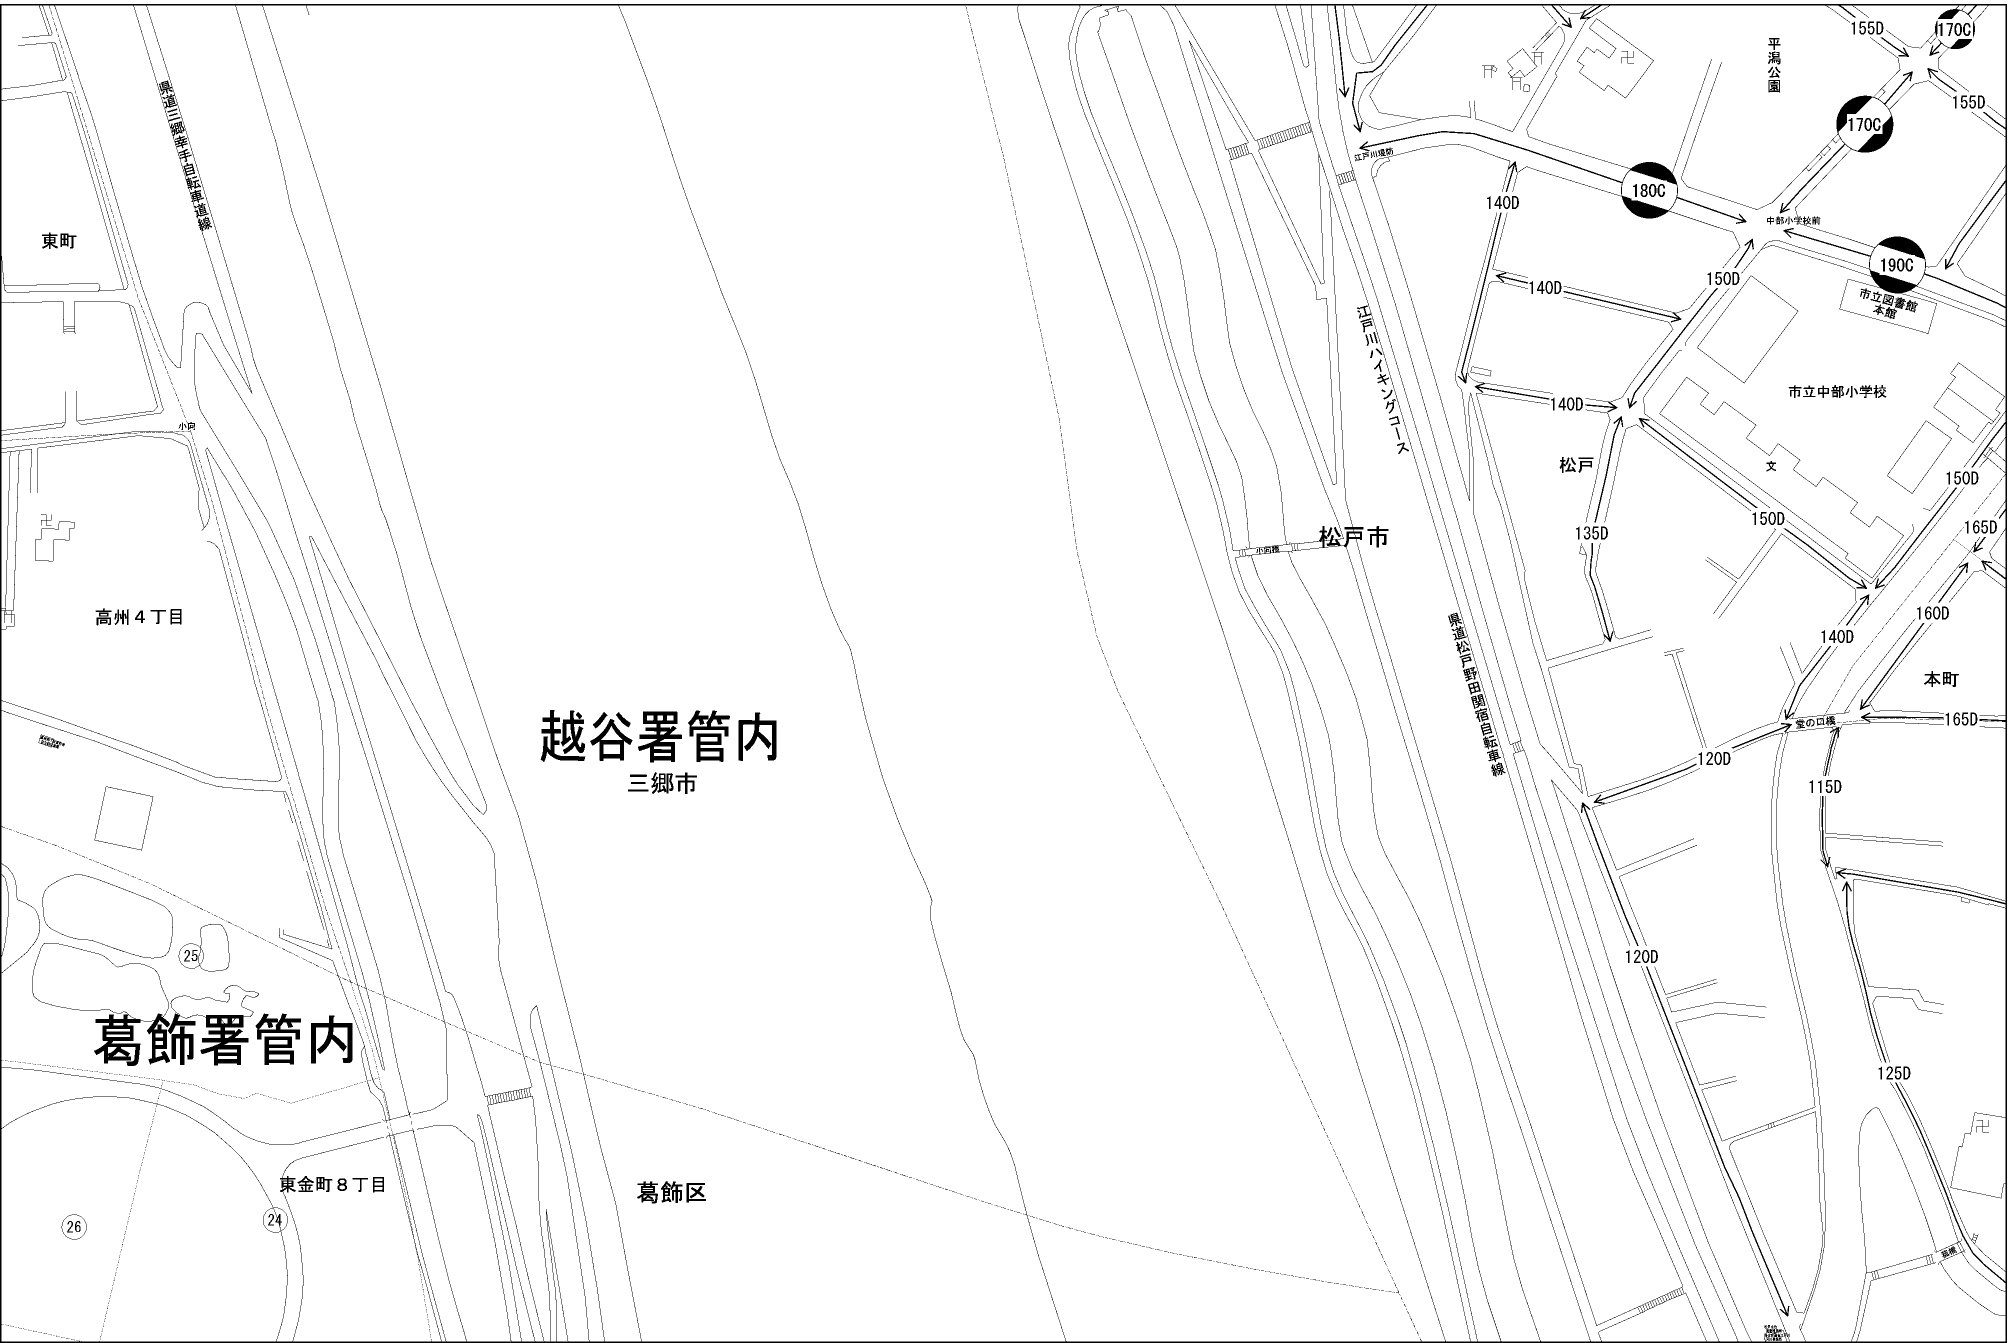 155D
170C
平潟公園
155D
170C
県道三郷幸手自転車道線
江戸川堤防
180C
140D
中部小学校前
東町
190C
150D
140D
市立図書館
本館
江戸川ハイキングコース
市立中部小学校
140D
小向
松戸
文
150D
150D
165D
135D
松戸市
小向橋
高州4丁目
160D
県道松戸野田関宿自転車線
140D
本町
堂の口橋
165D
越谷署管内
三郷市
120D
115D
25
120D
葛飾署管内
125D
東金町8丁目
葛飾区
24
26